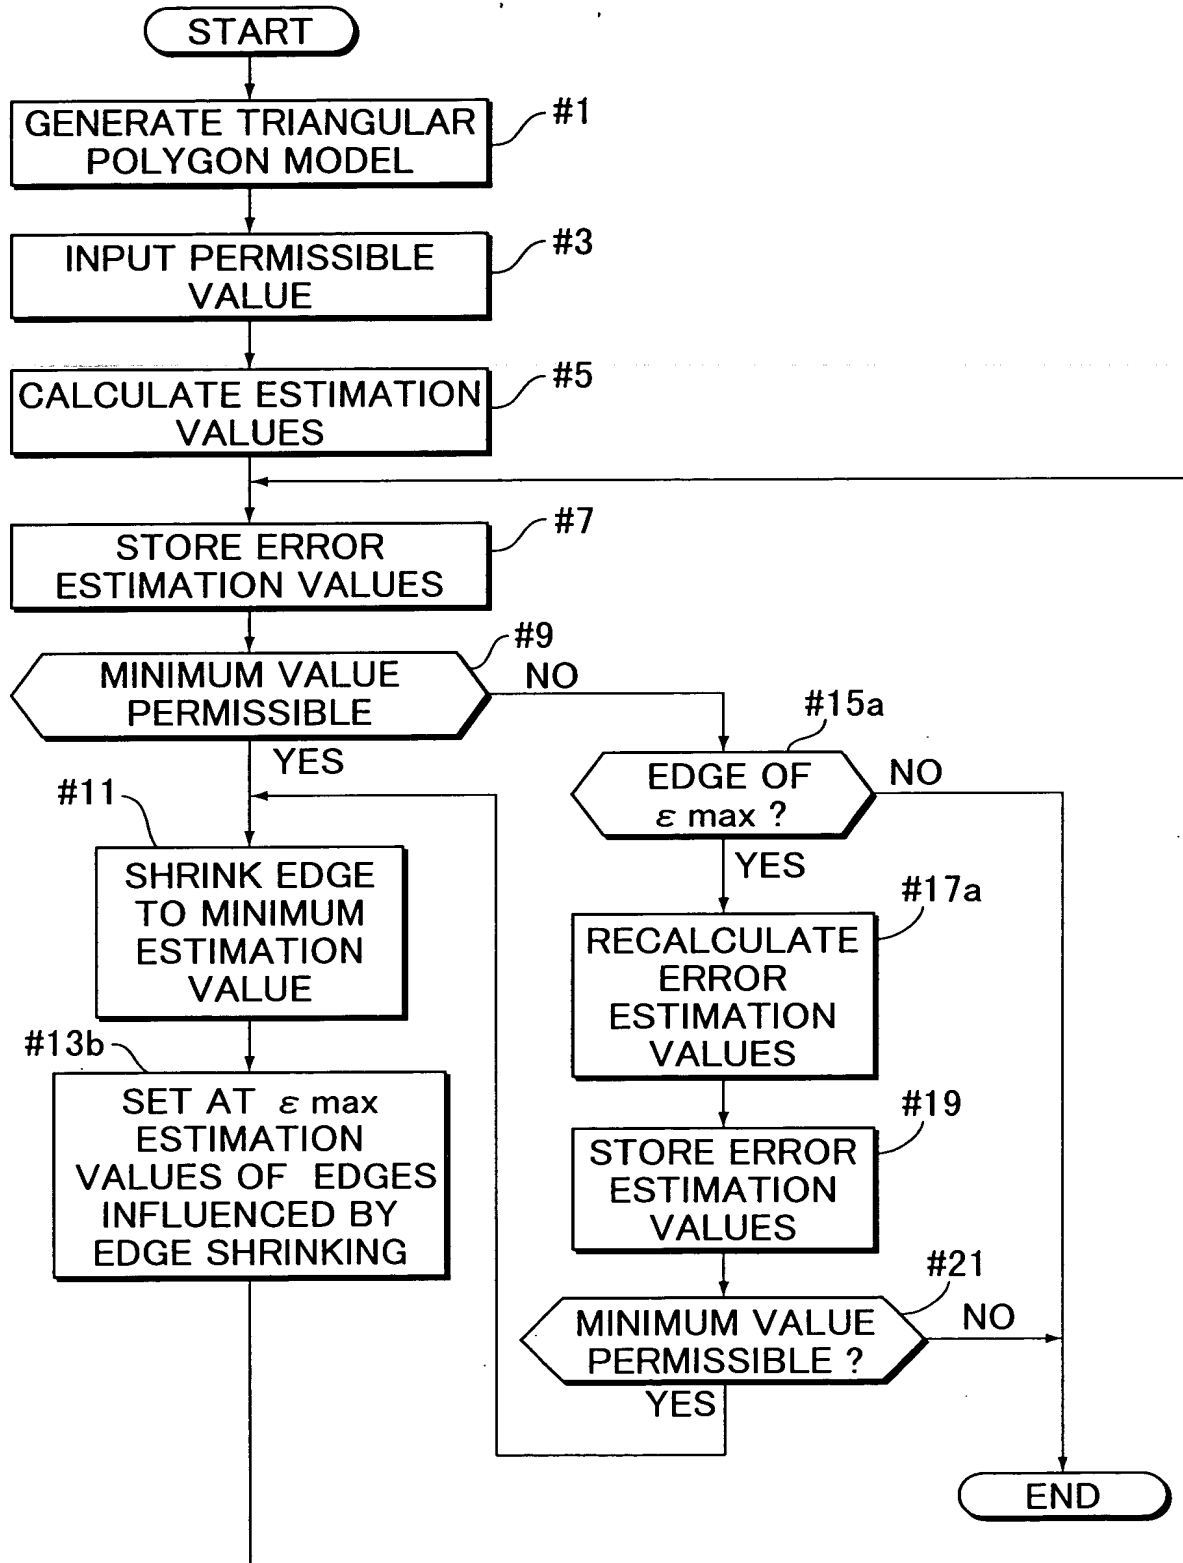 START
GENERATE TRIANGULAR
POLYGON MODEL
#1
INPUT PERMISSIBLE
VALUE
#3
CALCULATE ESTIMATION
VALUES
#5
STORE ERROR
ESTIMATION VALUES
#7
MINIMUM VALUE
PERMISSIBLE
#9
NO
YES
#11
SHRINK EDGE
TO MINIMUM
ESTIMATION
VALUE
#13b
SET AT ε max
ESTIMATION
VALUES OF EDGES
INFLUENCED BY
EDGE SHRINKING
#15a
EDGE OF
ε max ?
NO
YES
#17a
RECALCULATE
ERROR
ESTIMATION
VALUES
#19
STORE ERROR
ESTIMATION
VALUES
#21
MINIMUM VALUE
PERMISSIBLE ?
NO
YES
END